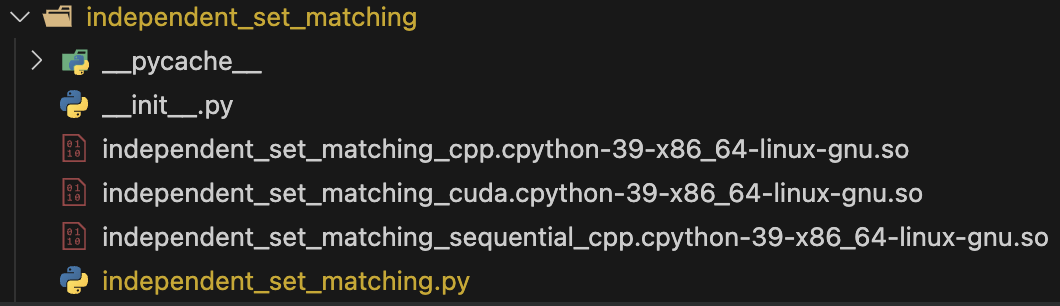 independent_set_matching
__pycache__
__init__.py
independent_set_matching_cpp.cpython-39-x86_64-linux-gnu.so
independent_set_matching_cuda.cpython-39-x86_64-linux-gnu.so
independent_set_matching_sequential_cpp.cpython-39-x86_64-linux-gnu.so
independent_set_matching.py